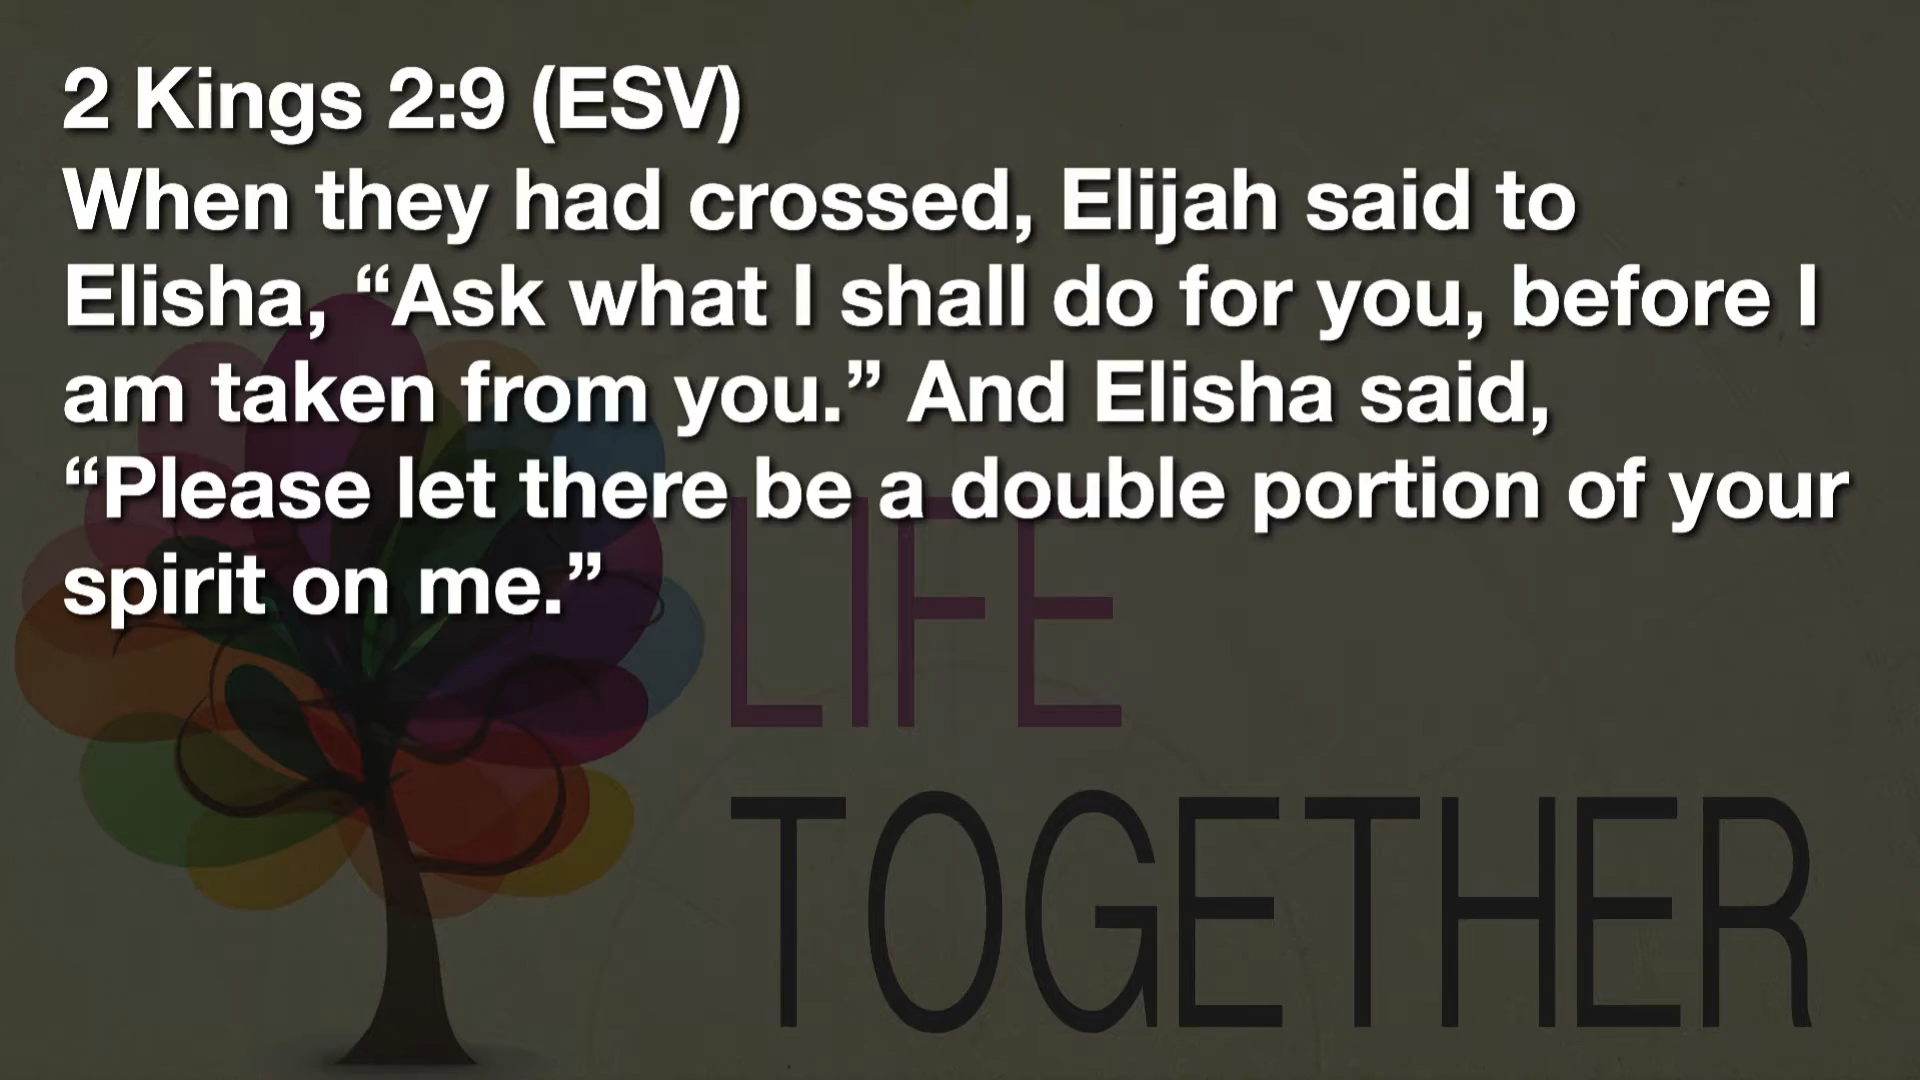 2 Kings 2:9 (ESV)
When they had crossed, Elijah said to
Elisha, “Ask what I shall do for you, before I
am taken from you.” And Elisha said,
“Please let there be a double portion of your
spirit on me.”
LIFE
TOGETHER